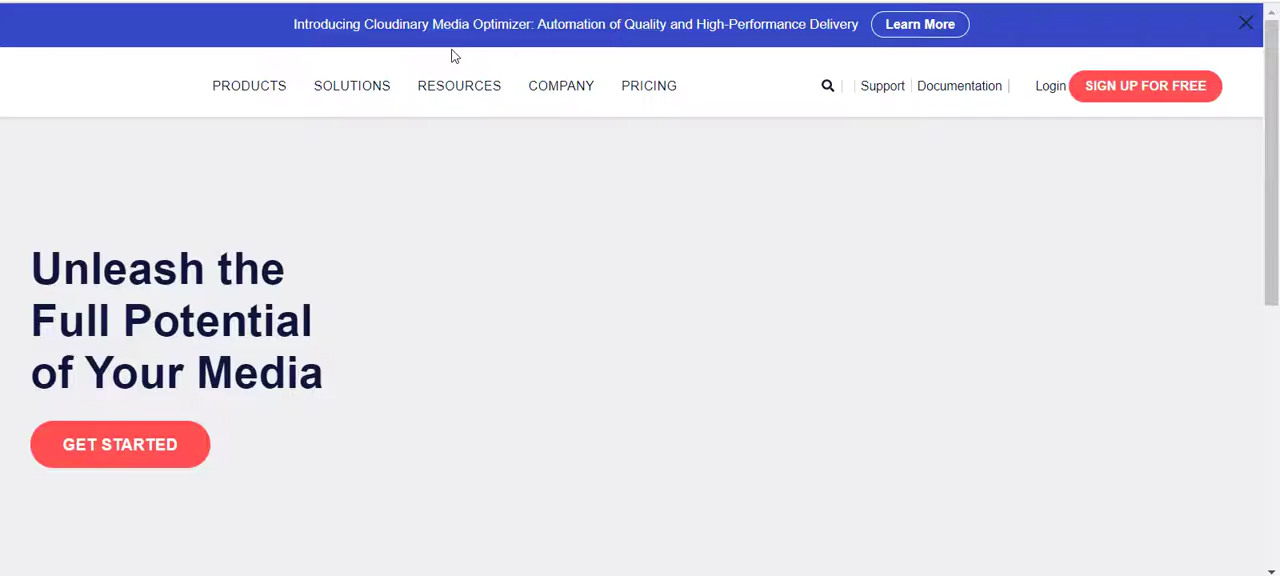 Introducing Cloudinary Media Optimizer: Automation of Quality and High-Performance Delivery Learn More
PRODUCTS SOLUTIONS RESOURCES COMPANY PRICING Support Documentation Login SIGN UP FOR FREE
Unleash the
Full Potential
of Your Media
GET STARTED